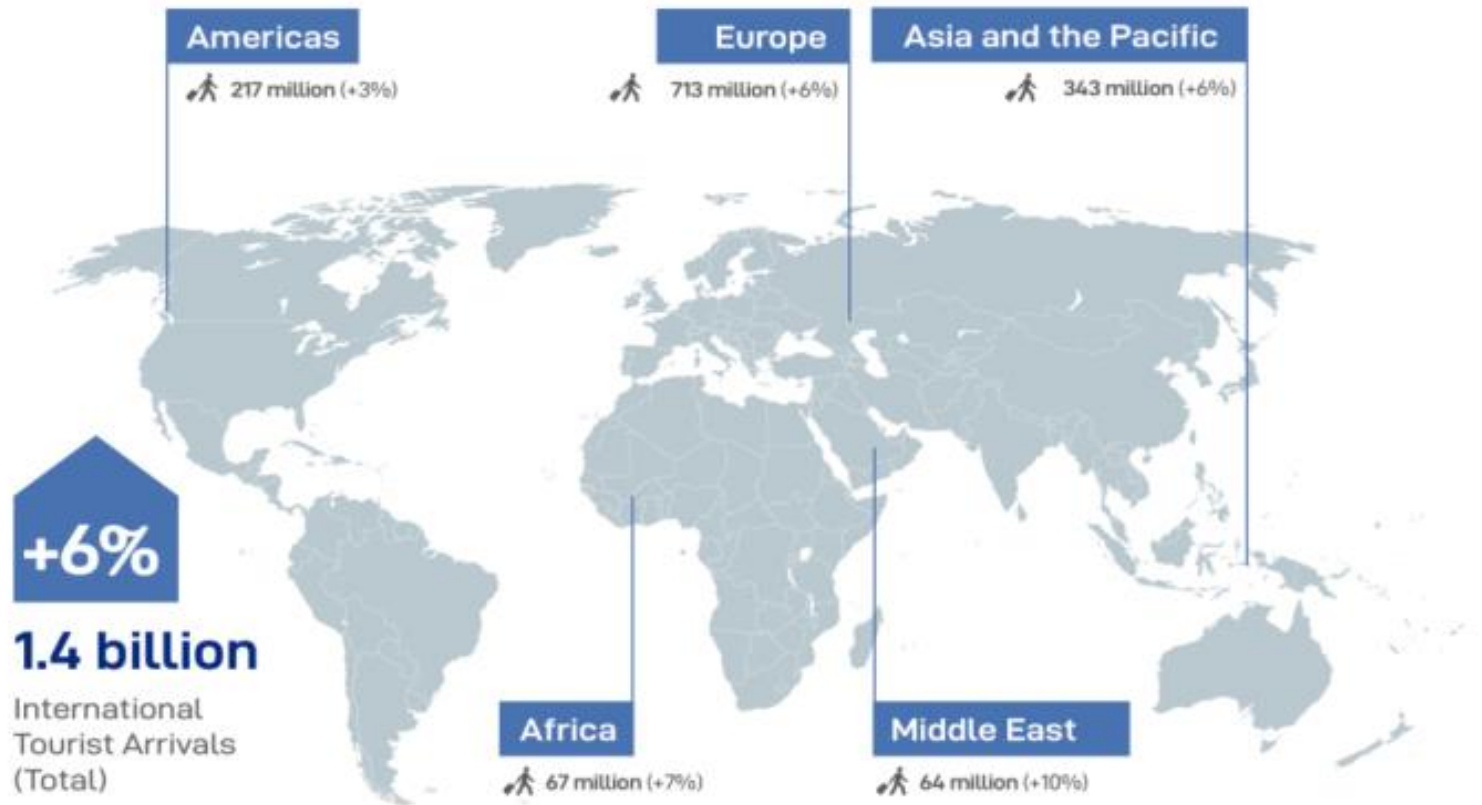 Americas
217 million (+3%)
Europe
713 million (+6%)
Asia and the Pacific
343 million (+6%)
+6%
1.4 billion
International
Tourist Arrivals
(Total)
Africa
67 million (+7%)
Middle East
64 million (+10%)